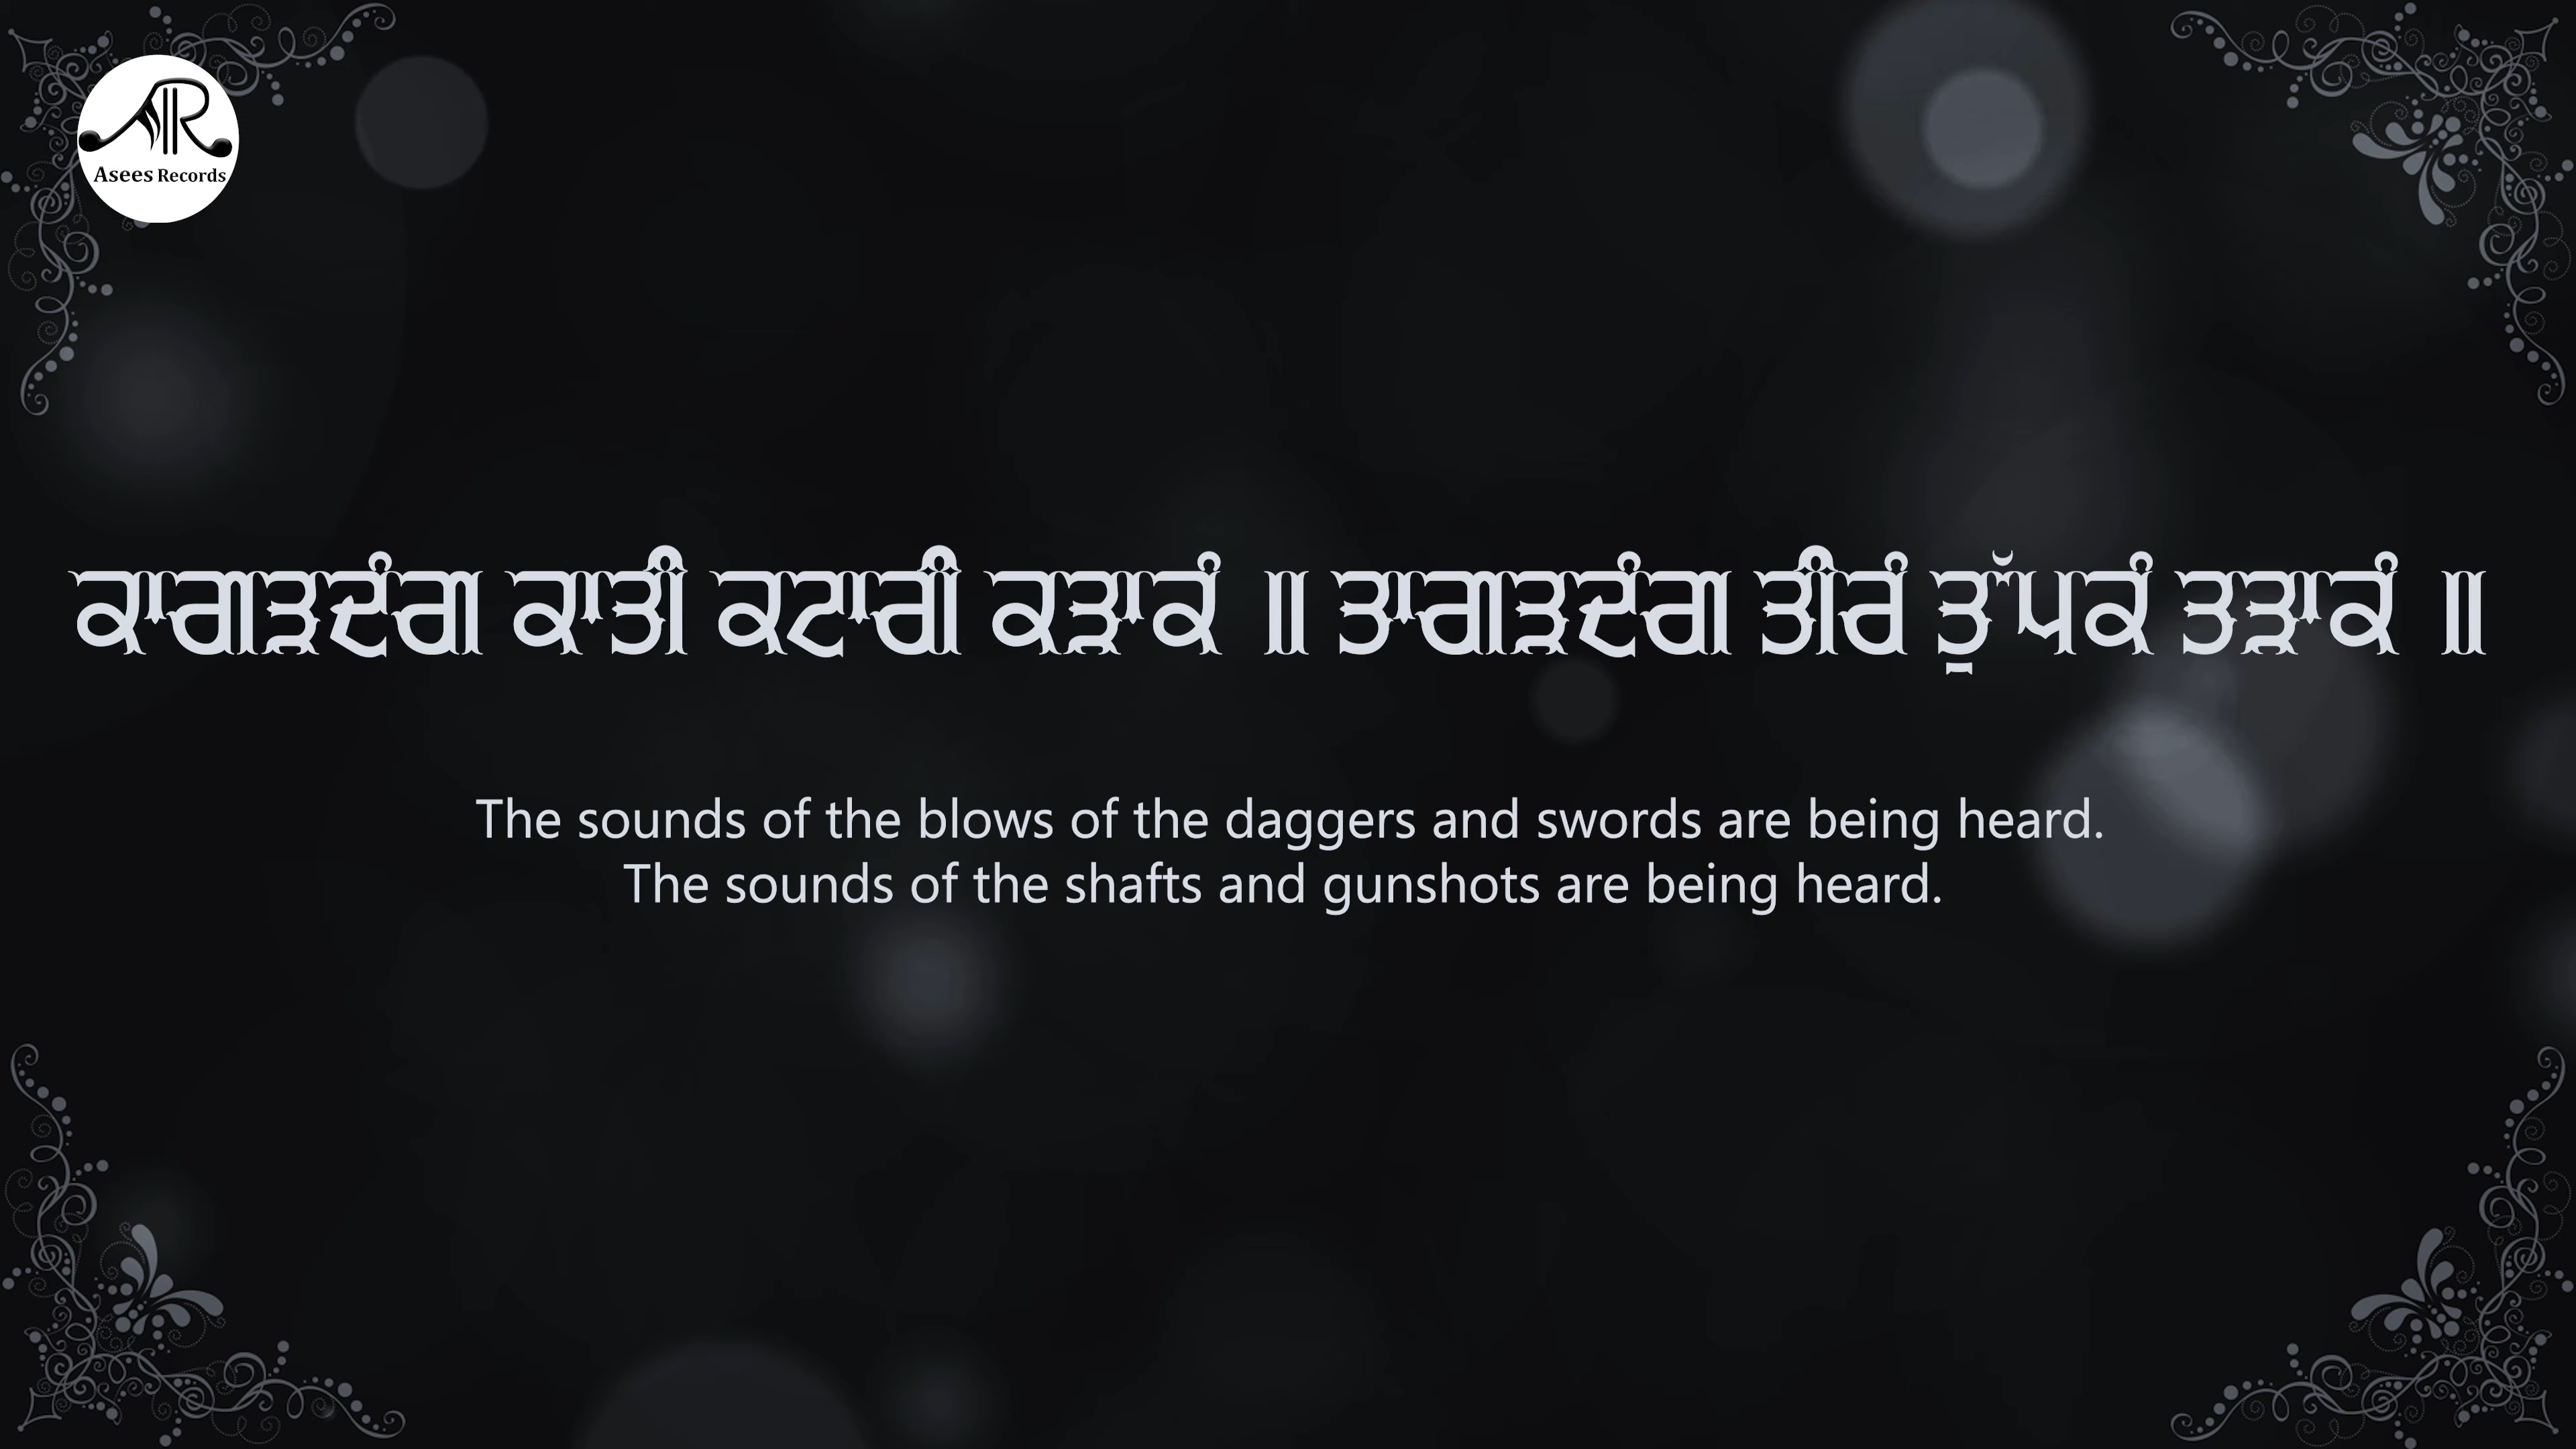 Asees Records
ਕਾਗੜਦੰਗ ਕਾਤੀ ਕਟਾਰੀ ਕੜਾਕੰ ॥ ਤਾਗੜਦੰਗ ਤੀਰੰ ਤੁੱਪਕੰ ਤੜਾਕੰ ॥
The sounds of the blows of the daggers and swords are being heard.
The sounds of the shafts and gunshots are being heard.